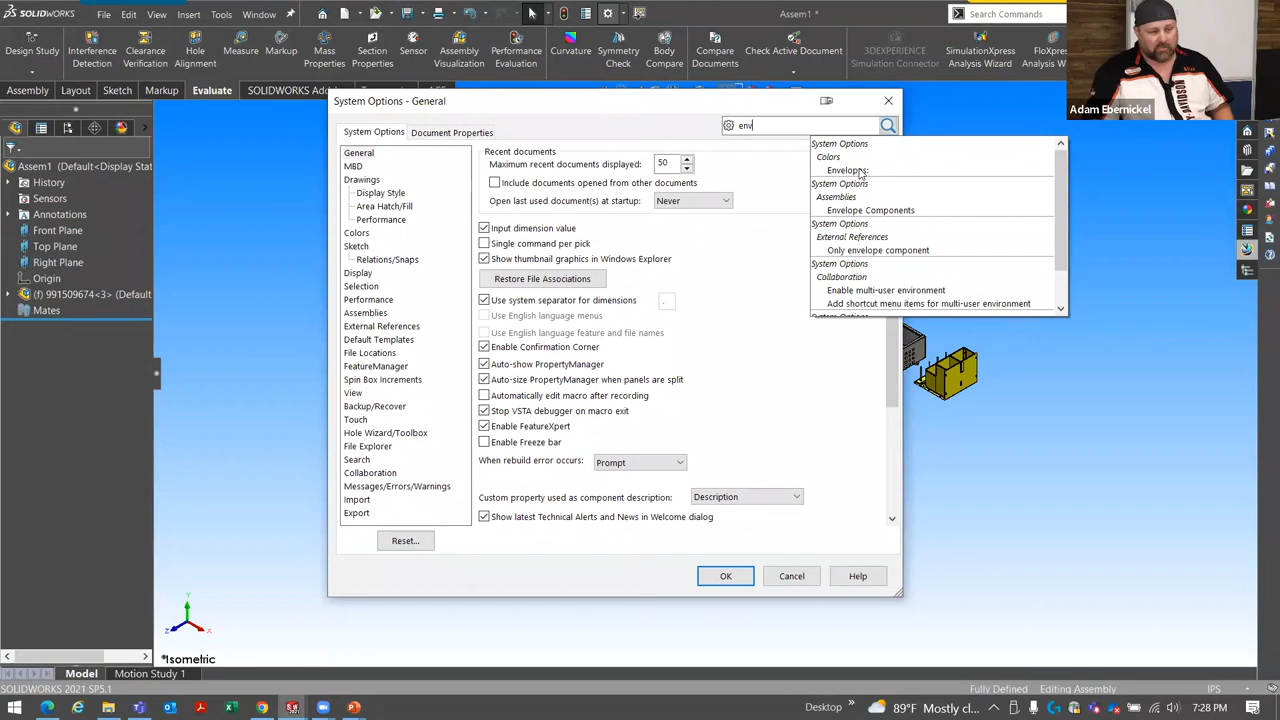 SOLIDWORKS
File Edit View Insert Tools Window
Assem1 *
Search Commands
Design Study
Interference Detection
Clearance Verification
Hole Alignment
Measure
Markup
Mass Properties
Section Properties
Sensor
Assembly Visualization
Performance Evaluation
Curvature
Symmetry Check
Compare Documents
Check Active Document
3DEXPERIENCE Simulation Connector
SimulationXpress Analysis Wizard
FloXpress Analysis Wizard
Adam Ebernickel
Assembly Layout Sketch Markup Evaluate SOLIDWORKS Add
System Options - General
System Options Document Properties
env
General
MBD
Drawings
Display Style
Area Hatch/Fill
Performance
Colors
Sketch
Relations/Snaps
Display
Selection
Performance
Assemblies
External References
Default Templates
File Locations
FeatureManager
Spin Box Increments
View
Backup/Recover
Touch
Hole Wizard/Toolbox
File Explorer
Search
Collaboration
Messages/Errors/Warnings
Import
Export
Reset...
Recent documents
Maximum recent documents displayed: 50
Include documents opened from other documents
Open last used document(s) at startup: Never
Input dimension value
Single command per pick
Show thumbnail graphics in Windows Explorer
Restore File Associations
Use system separator for dimensions .
Use English language menus
Use English language feature and file names
Enable Confirmation Corner
Auto-show PropertyManager
Auto-size PropertyManager when panels are split
Automatically edit macro after recording
Stop VSTA debugger on macro exit
Enable FeatureXpert
Enable Freeze bar
When rebuild error occurs: Prompt
Custom property used as component description: Description
Show latest Technical Alerts and News in Welcome dialog
OK Cancel Help
System Options
Colors
Envelopes:
System Options
Assemblies
Envelope Components
System Options
External References
Only envelope component
System Options
Collaboration
Enable multi-user environment
Add shortcut menu items for multi-user environment
System Options
Assem1 (Default<Display
History
Sensors
Annotations
Front Plane
Top Plane
Right Plane
Origin
(f) 991509674<3> (Default
Mates
Y
Z X
*Isometric
Model Motion Study 1
SOLIDWORKS 2021 SP5.1
Fully Defined Editing Assembly IPS
Desktop
89°F Mostly cl...
7:28 PM